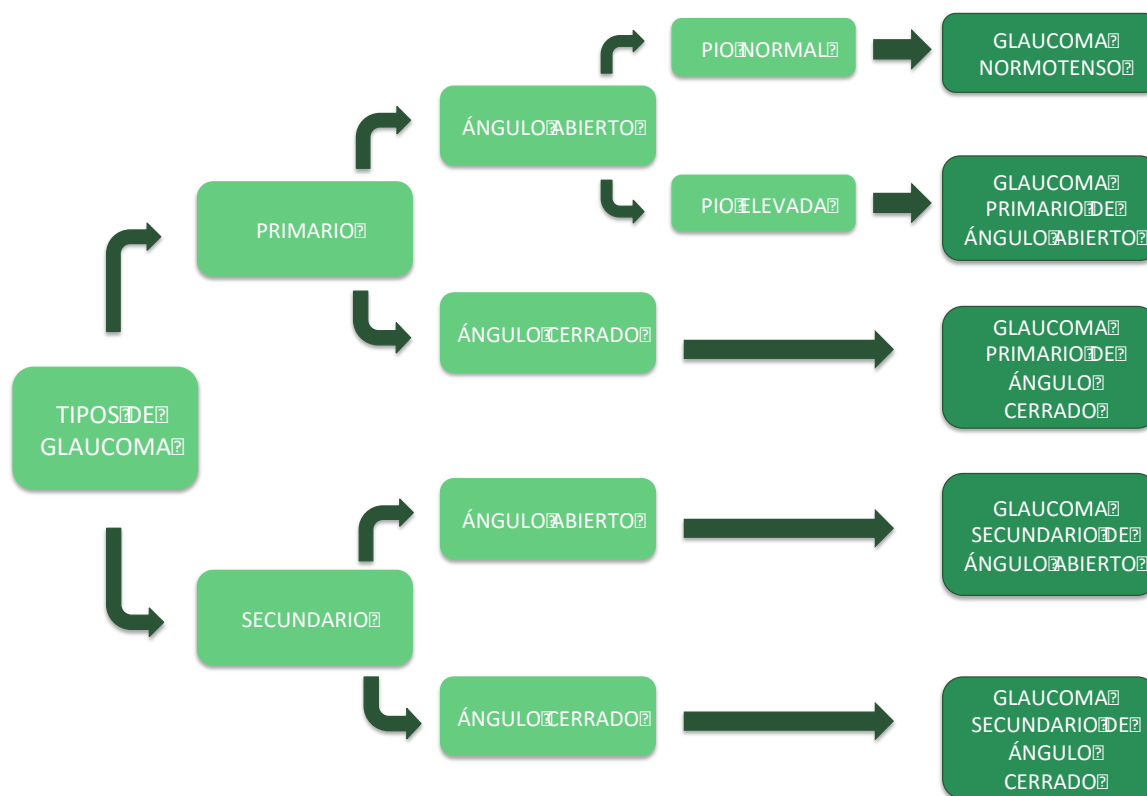 TIPOS DE
GLAUCOMA
PRIMARIO
ÁNGULO ABIERTO
PIO NORMAL
GLAUCOMA
NORMOTENSO
PIO ELEVADA
GLAUCOMA
PRIMARIO DE
ÁNGULO ABIERTO
ÁNGULO CERRADO
GLAUCOMA
PRIMARIO DE
ÁNGULO
CERRADO
SECUNDARIO
ÁNGULO ABIERTO
GLAUCOMA
SECUNDARIO DE
ÁNGULO ABIERTO
ÁNGULO CERRADO
GLAUCOMA
SECUNDARIO DE
ÁNGULO
CERRADO